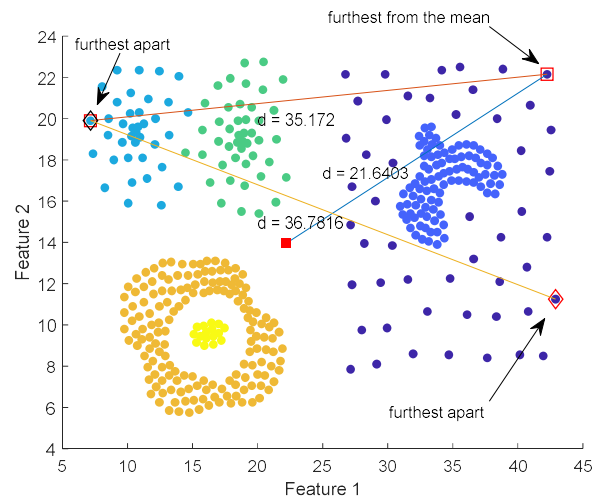 furthest from the mean
furthest apart
24
22
20
18
16
14
12
10
8
6
4
Feature 2
d = 35.172
d = 21.6403
d = 36.7816
furthest apart
5
10
15
20
25
30
35
40
45
Feature 1